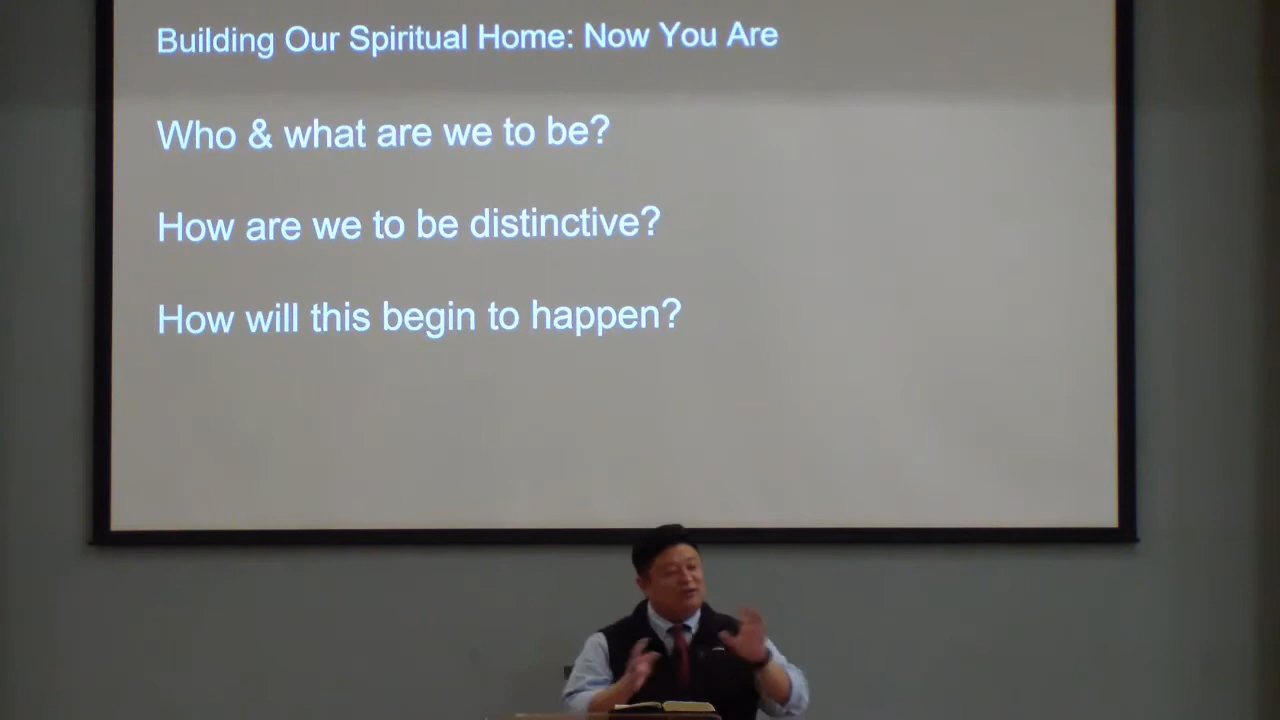 Building Our Spiritual Home: Now You Are
Who & what are we to be?
How are we to be distinctive?
How will this begin to happen?